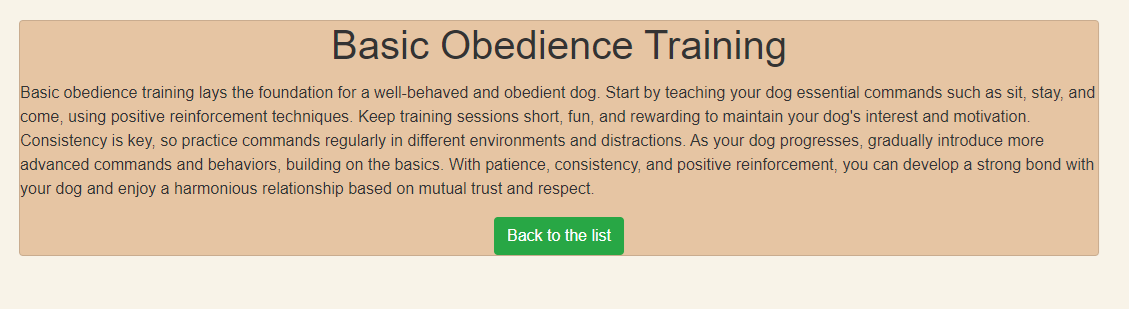 Basic Obedience Training
Basic obedience training lays the foundation for a well-behaved and obedient dog. Start by teaching your dog essential commands such as sit, stay, and
come, using positive reinforcement techniques. Keep training sessions short, fun, and rewarding to maintain your dog's interest and motivation.
Consistency is key, so practice commands regularly in different environments and distractions. As your dog progresses, gradually introduce more
advanced commands and behaviors, building on the basics. With patience, consistency, and positive reinforcement, you can develop a strong bond with
your dog and enjoy a harmonious relationship based on mutual trust and respect.
Back to the list